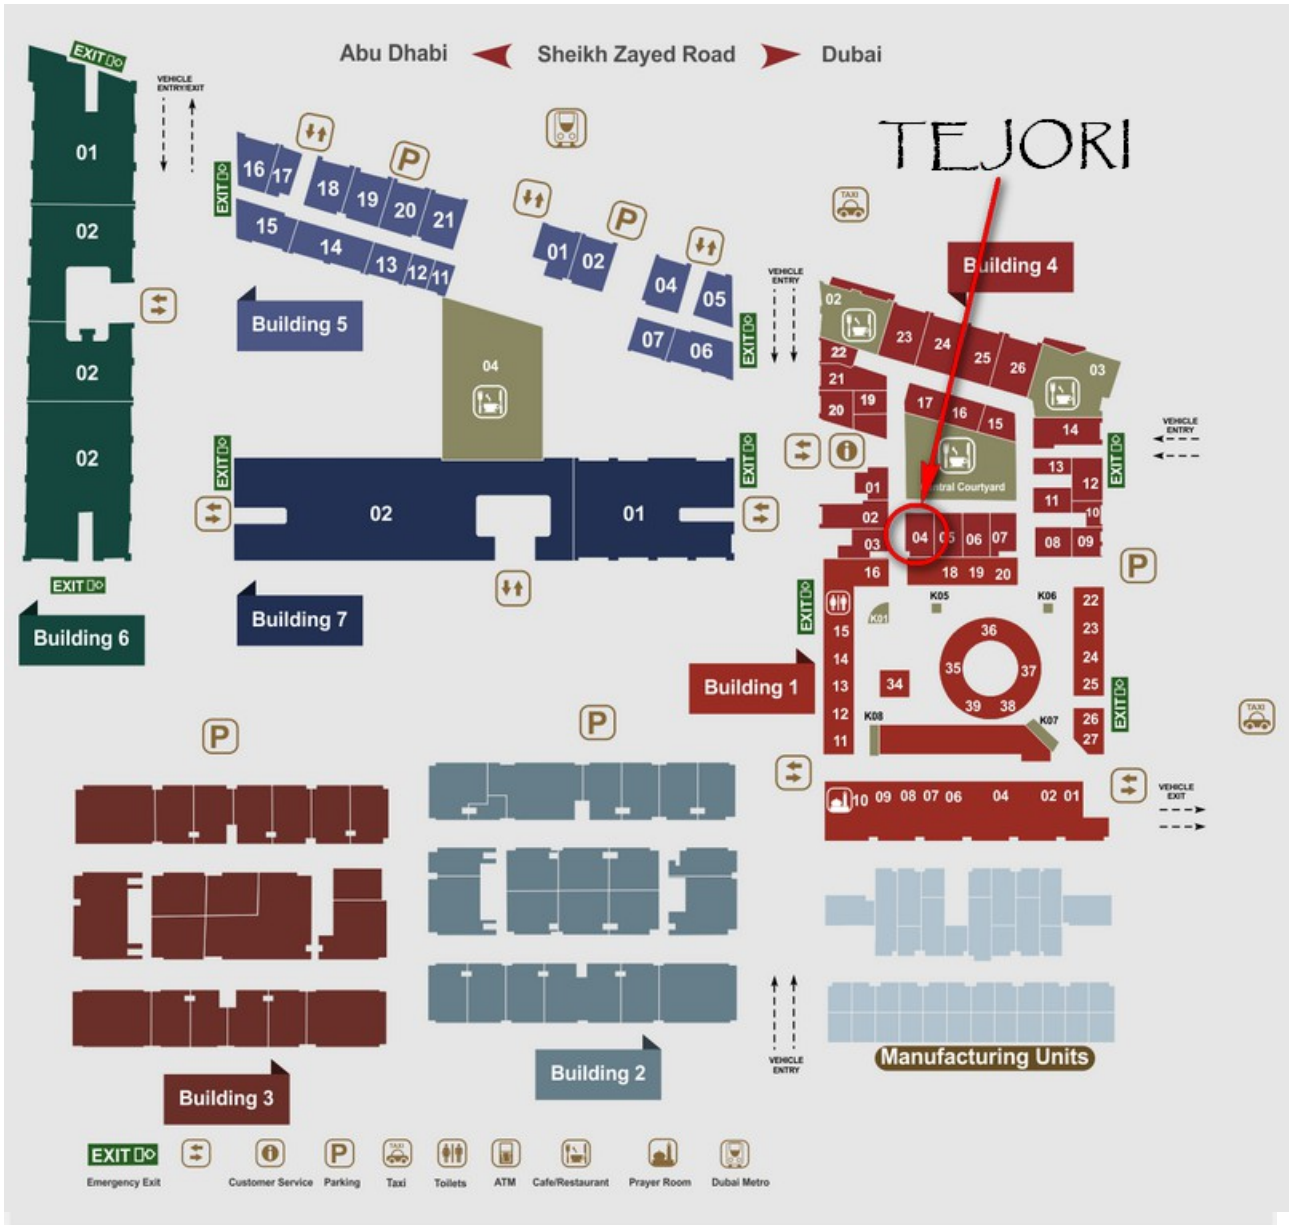 Abu Dhabi Sheikh Zayed Road Dubai
EXIT
VEHICLE
ENTRY/EXIT
TEJORI
TAXI
01
02
02
02
EXIT
Building 6
EXIT
16 17 18 19 20 21
15 14 13 12 11
Building 5
01 02 04 05
07 06
EXIT
VEHICLE
ENTRY
04
EXIT
EXIT
02 01
Building 7
Building 4
02 23 24 25 26 03
22
21
20 19
17 16 15
14
VEHICLE
ENTRY
EXIT
13 12
11 10
08 09
Central Courtyard
01
02
03
04 05 06 07
16 18 19 20
EXIT
K01 K05 K06
15
14
13
12
11
22
23
24
25
26
27
EXIT
34
36
35 37
39 38
K08 K07
Building 1
TAXI
10 09 08 07 06 04 02 01
VEHICLE
EXIT
VEHICLE
ENTRY
Manufacturing Units
Building 2
Building 3
EXIT
TAXI
Emergency Exit Customer Service Parking Taxi Toilets ATM Cafe/Restaurant Prayer Room Dubai Metro